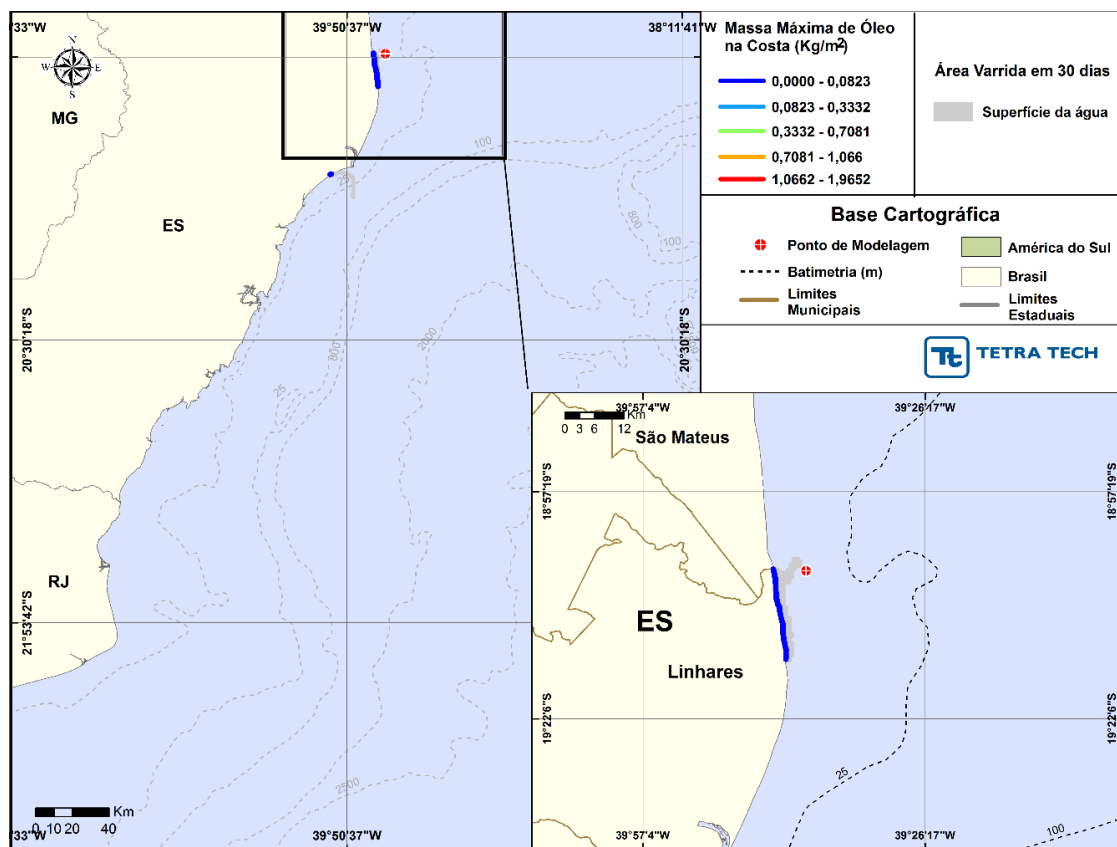 °33"W
39°50'37"W
38°11'41"W
N
W E
S
MG
ES
RJ
100
25
800
100
2000
800
25
2500
20°30'18"S
20°30'18"S
21°53'42"S
Km
0 10 20 40
°33"W
39°50'37"W
Massa Máxima de Óleo
na Costa (Kg/m²)
0,0000 - 0,0823
0,0823 - 0,3332
0,3332 - 0,7081
0,7081 - 1,066
1,0662 - 1,9652
Área Varrida em 30 dias
Superfície da água
Base Cartográfica
Ponto de Modelagem
Batimetria (m)
Limites
Municipais
América do Sul
Brasil
Limites
Estaduais
Tt TETRA TECH
39°57'4"W
39°26'17"W
Km
0 3 6 12
São Mateus
18°57'19"S
18°57'19"S
ES
Linhares
19°22'6"S
19°22'6"S
25
100
39°57'4"W
39°26'17"W